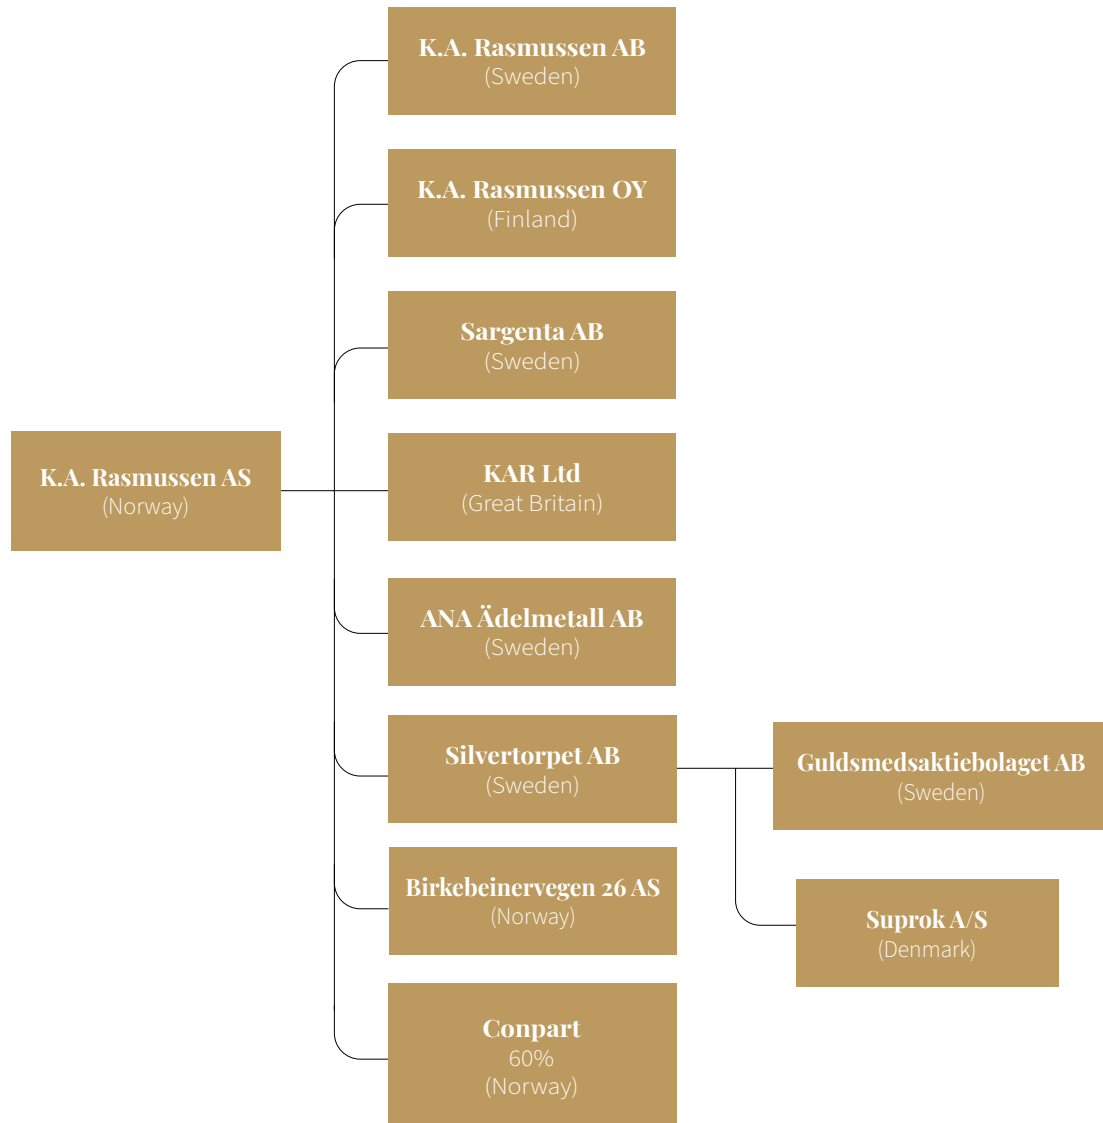 K.A. Rasmussen AS
(Norway)
K.A. Rasmussen AB
(Sweden)
K.A. Rasmussen OY
(Finland)
Sargenta AB
(Sweden)
KAR Ltd
(Great Britain)
ANA Ädelmetall AB
(Sweden)
Silvertorpet AB
(Sweden)
Guldsmedsaktiebolaget AB
(Sweden)
Suprok A/S
(Denmark)
Birkebeinervegen 26 AS
(Norway)
Conpart
60%
(Norway)